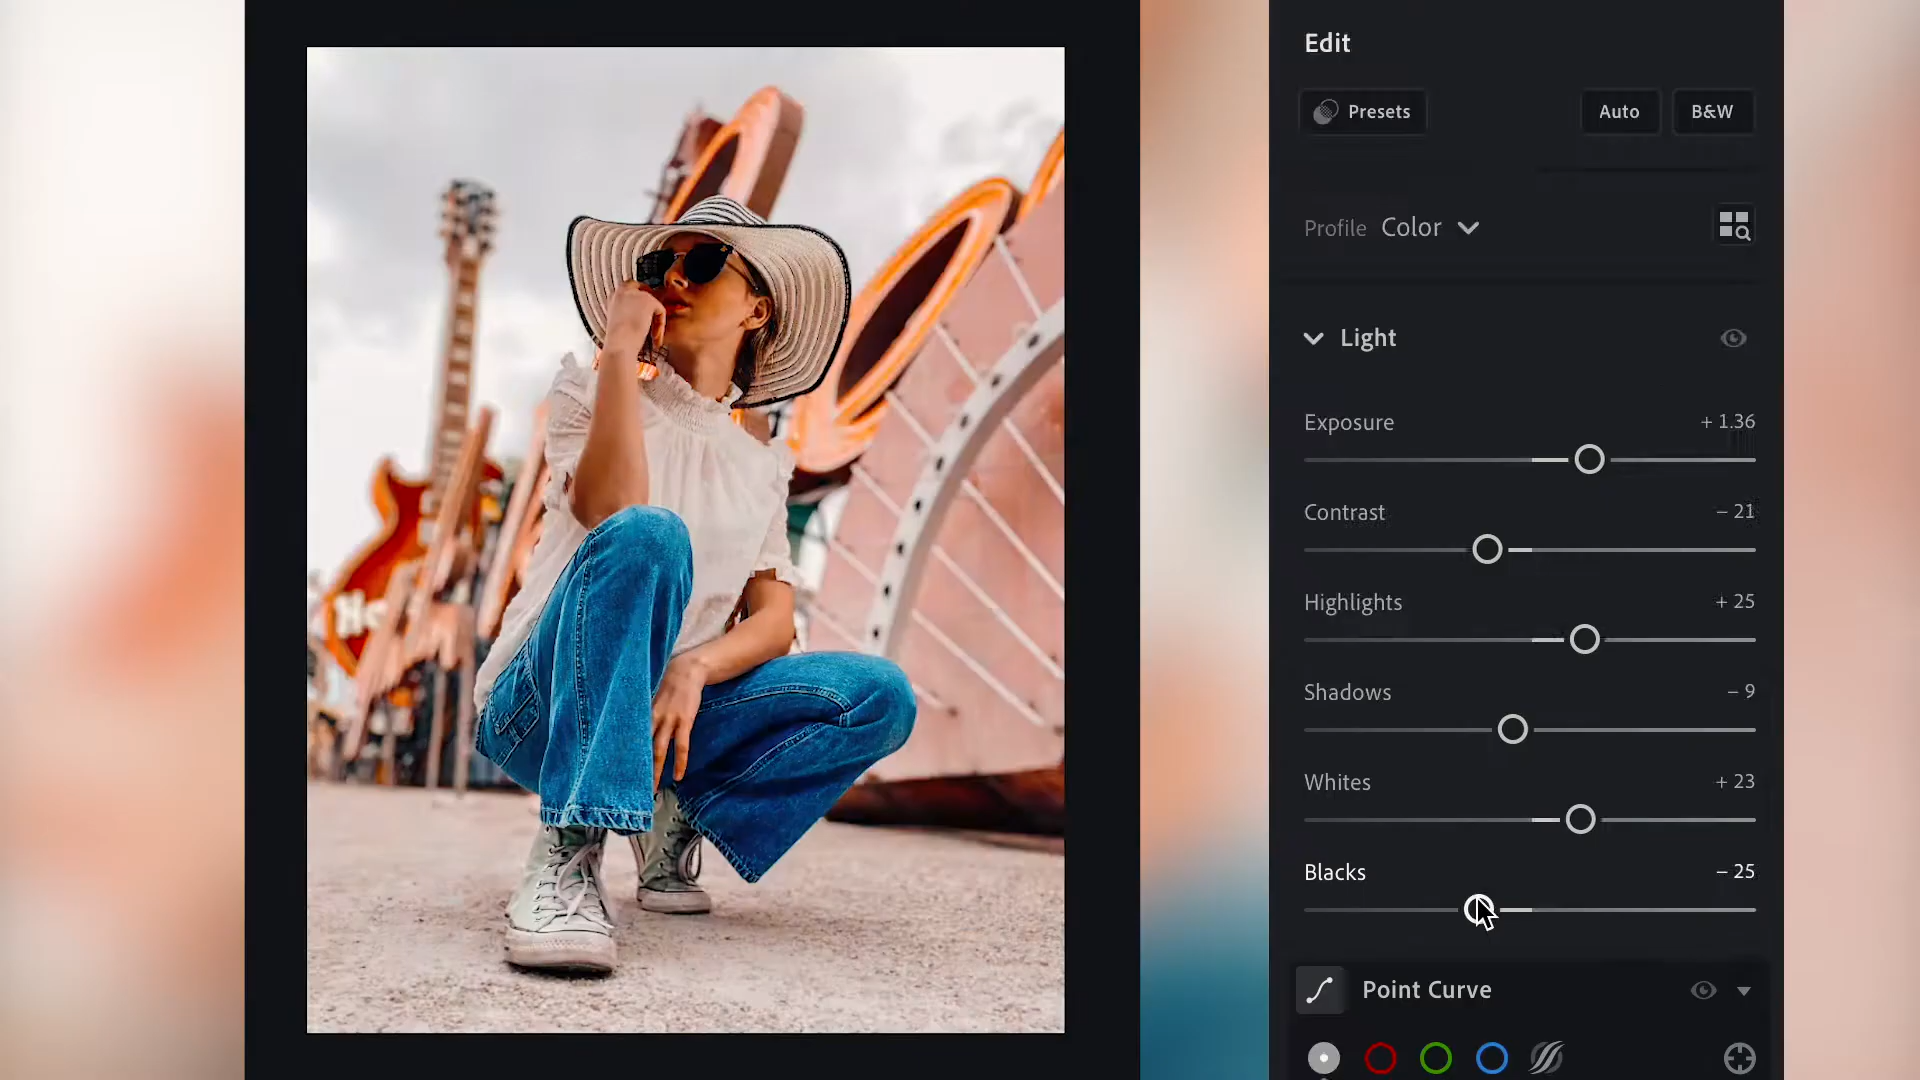 Edit
Presets
Auto
B&W
Profile Color
Light
Exposure + 1.36
Contrast − 21
Highlights + 25
Shadows − 9
Whites + 23
Blacks − 25
Point Curve